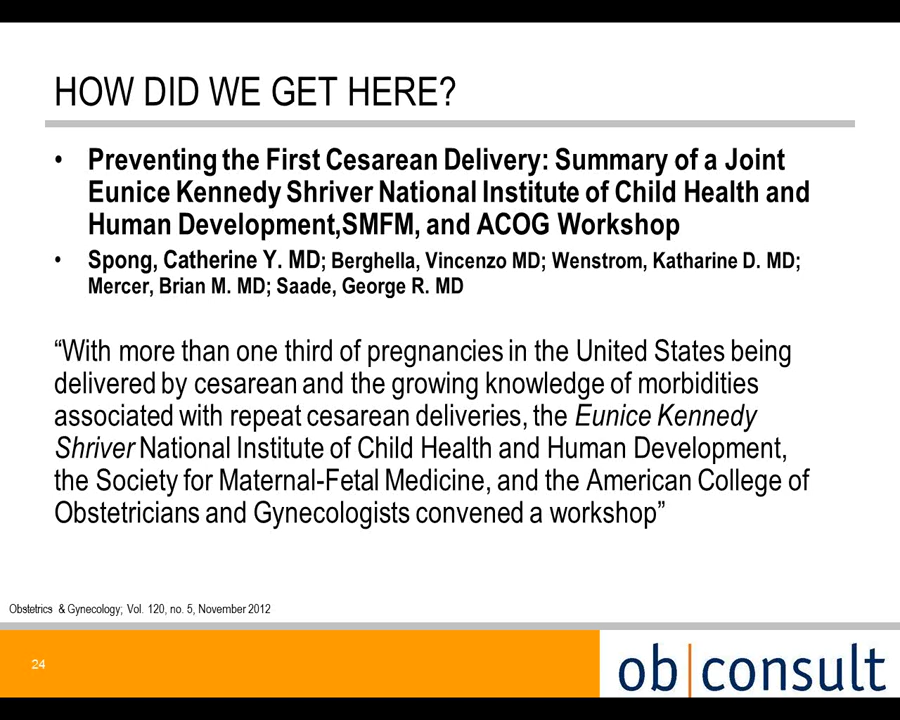 HOW DID WE GET HERE?
• Preventing the First Cesarean Delivery: Summary of a Joint
Eunice Kennedy Shriver National Institute of Child Health and
Human Development,SMFM, and ACOG Workshop
• Spong, Catherine Y. MD; Berghella, Vincenzo MD; Wenstrom, Katharine D. MD;
Mercer, Brian M. MD; Saade, George R. MD
“With more than one third of pregnancies in the United States being
delivered by cesarean and the growing knowledge of morbidities
associated with repeat cesarean deliveries, the Eunice Kennedy
Shriver National Institute of Child Health and Human Development,
the Society for Maternal-Fetal Medicine, and the American College of
Obstetricians and Gynecologists convened a workshop”
Obstetrics & Gynecology; Vol. 120, no. 5, November 2012
24
ob|consult